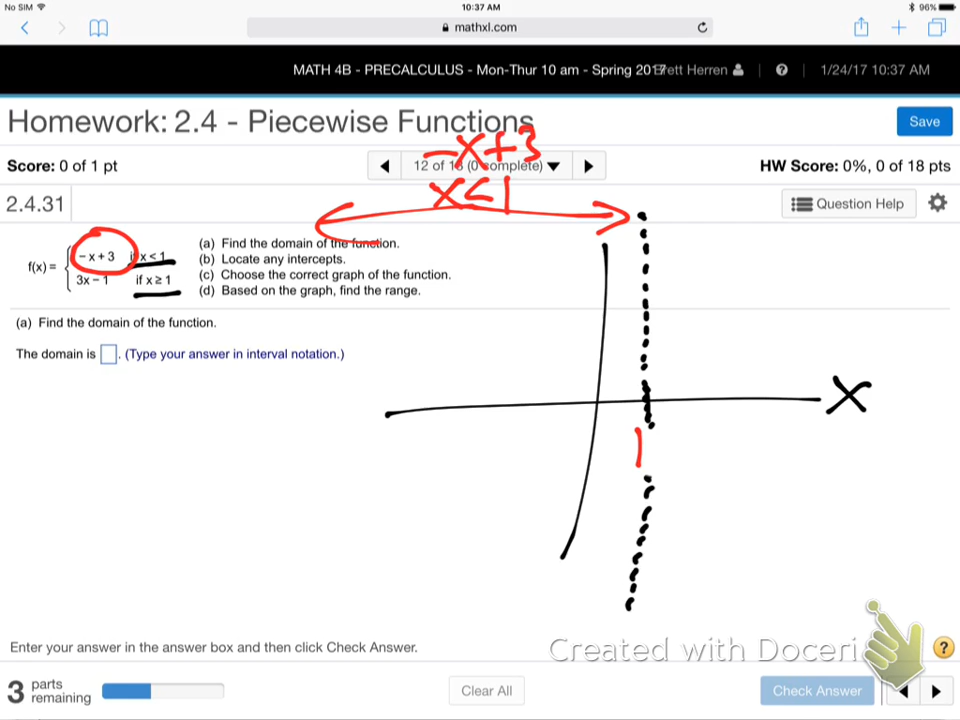 No SIM 10:37 AM 96%
mathxl.com
MATH 4B - PRECALCULUS - Mon-Thur 10 am - Spring 2017 Brett Herren ? 1/24/17 10:37 AM
Homework: 2.4 - Piecewise Functions
Save
-x+3
Score: 0 of 1 pt 12 of 18 (0 complete) HW Score: 0%, 0 of 18 pts
x<1
2.4.31 Question Help
f(x) = { -x + 3 if x < 1
3x - 1 if x ≥ 1
(a) Find the domain of the function.
(b) Locate any intercepts.
(c) Choose the correct graph of the function.
(d) Based on the graph, find the range.
(a) Find the domain of the function.
The domain is . (Type your answer in interval notation.)
X
1
Enter your answer in the answer box and then click Check Answer.
Created with Doceri
?
3 parts remaining
Clear All
Check Answer